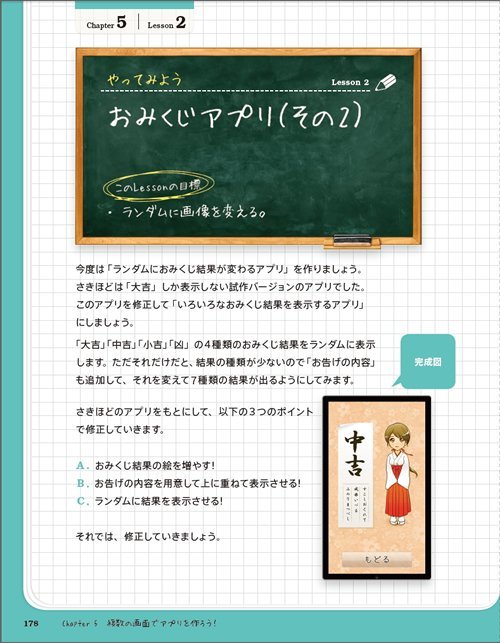 Chapter 5 Lesson 2
やってみよう
Lesson 2
おみくじアプリ(その2)
このLessonの目標
・ ランダムに画像を変える。
今度は「ランダムにおみくじ結果が変わるアプリ」を作りましょう。
さきほどは「大吉」しか表示しない試作バージョンのアプリでした。
このアプリを修正して「いろいろなおみくじ結果を表示するアプリ」
にしましょう。
「大吉」「中吉」「小吉」「凶」の4種類のおみくじ結果をランダムに表示
します。ただそれだけだと、結果の種類が少ないので「お告げの内容」
も追加して、それを変えて7種類の結果が出るようにしてみます。
完成図
さきほどのアプリをもとにして、以下の3つのポイント
で修正していきます。
A. おみくじ結果の絵を増やす!
B. お告げの内容を用意して上に重ねて表示させる!
C. ランダムに結果を表示させる!
中吉
もどる
それでは、修正していきましょう。
178 Chapter 5 複数の画面でアプリを作ろう!